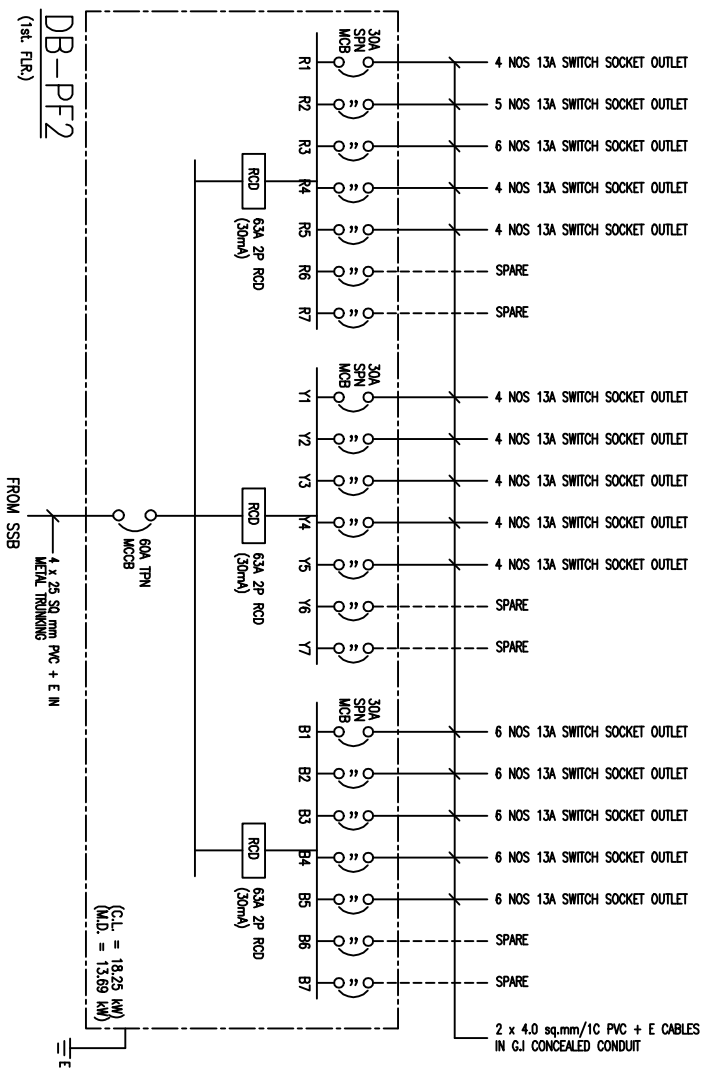 DB-PF2
(1st. FLR.)
30A
SPN
MCB
R1
4 NOS 13A SWITCH SOCKET OUTLET
R2
"
5 NOS 13A SWITCH SOCKET OUTLET
R3
"
6 NOS 13A SWITCH SOCKET OUTLET
R4
"
4 NOS 13A SWITCH SOCKET OUTLET
R5
"
4 NOS 13A SWITCH SOCKET OUTLET
R6
"
SPARE
R7
"
SPARE
RCD
63A 2P RCD
(30mA)
30A
SPN
MCB
Y1
4 NOS 13A SWITCH SOCKET OUTLET
Y2
"
4 NOS 13A SWITCH SOCKET OUTLET
Y3
"
4 NOS 13A SWITCH SOCKET OUTLET
Y4
"
4 NOS 13A SWITCH SOCKET OUTLET
Y5
"
4 NOS 13A SWITCH SOCKET OUTLET
Y6
"
SPARE
Y7
"
SPARE
RCD
63A 2P RCD
(30mA)
60A TPN
MCCB
FROM SSB
4 x 25 SQ mm PVC + E IN
METAL TRUNKING
30A
SPN
MCB
B1
6 NOS 13A SWITCH SOCKET OUTLET
B2
"
6 NOS 13A SWITCH SOCKET OUTLET
B3
"
6 NOS 13A SWITCH SOCKET OUTLET
B4
"
6 NOS 13A SWITCH SOCKET OUTLET
B5
"
6 NOS 13A SWITCH SOCKET OUTLET
B6
"
SPARE
B7
"
SPARE
RCD
63A 2P RCD
(30mA)
(C.L. = 18.25 kW)
(M.D. = 13.69 kW)
E
2 x 4.0 sq.mm/1C PVC + E CABLES
IN G.I CONCEALED CONDUIT